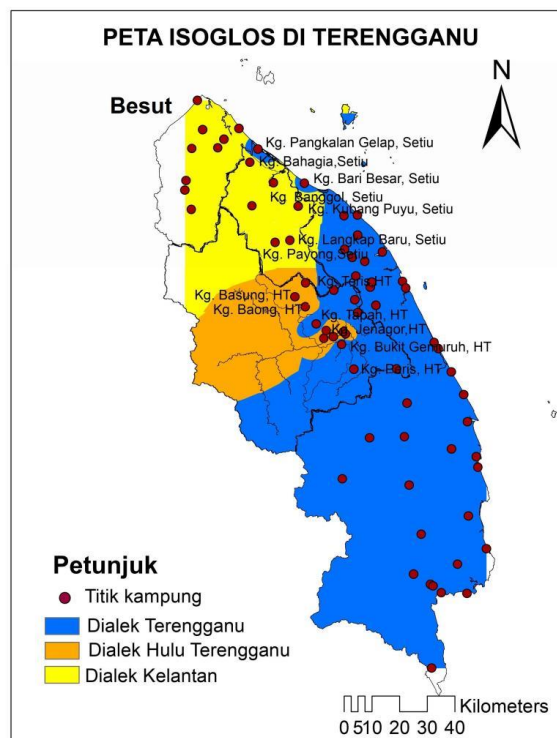 PETA ISOGLOS DI TERENGGANU
N
Besut
Kg. Pangkalan Gelap, Setiu
Kg. Bahagia,Setiu
Kg. Bari Besar, Setiu
Kg. Banggol, Setiu
Kg. Kubang Puyu, Setiu
Kg. Langkap Baru, Setiu
Kg. Payong,Setiu
Kg. Teris,HT
Kg. Basung, HT
Kg. Baong, HT
Kg. Tapah, HT
Kg. Jenagor,HT
Kg. Bukit Gemuruh, HT
Kg. Baris, HT
Petunjuk
Titik kampung
Dialek Terengganu
Dialek Hulu Terengganu
Dialek Kelantan
Kilometers
0 5 10 20 30 40